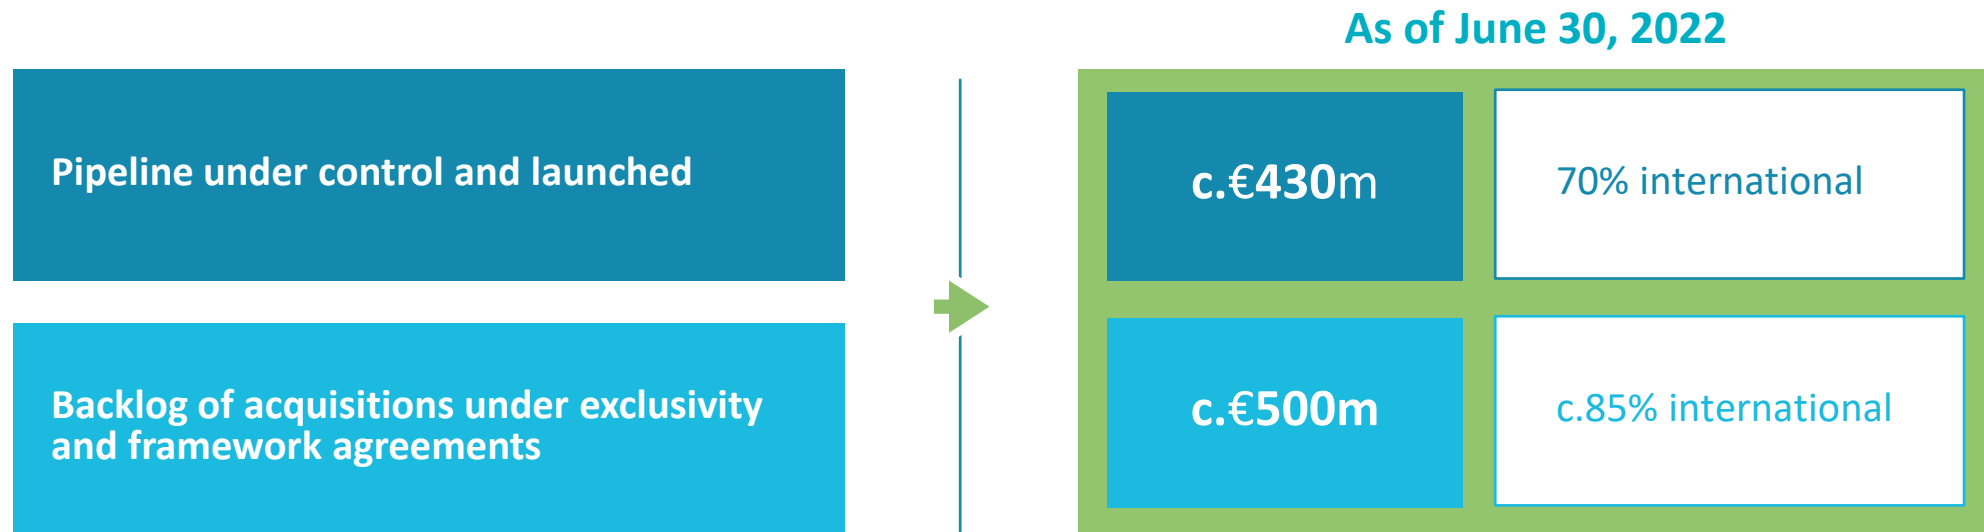 As of June 30, 2022
Pipeline under control and launched
c.€430m
70% international
Backlog of acquisitions under exclusivity
and framework agreements
c.€500m
c.85% international